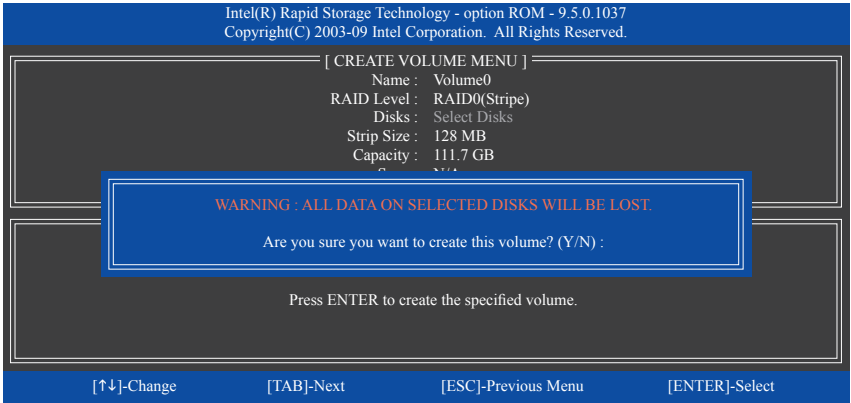 Intel(R) Rapid Storage Technology - option ROM - 9.5.0.1037
Copyright(C) 2003-09 Intel Corporation. All Rights Reserved.
[ CREATE VOLUME MENU ]
Name : Volume0
RAID Level : RAID0(Stripe)
Disks : Select Disks
Strip Size : 128 MB
Capacity : 111.7 GB
WARNING : ALL DATA ON SELECTED DISKS WILL BE LOST.
Are you sure you want to create this volume? (Y/N) :
Press ENTER to create the specified volume.
[↑↓]-Change [TAB]-Next [ESC]-Previous Menu [ENTER]-Select